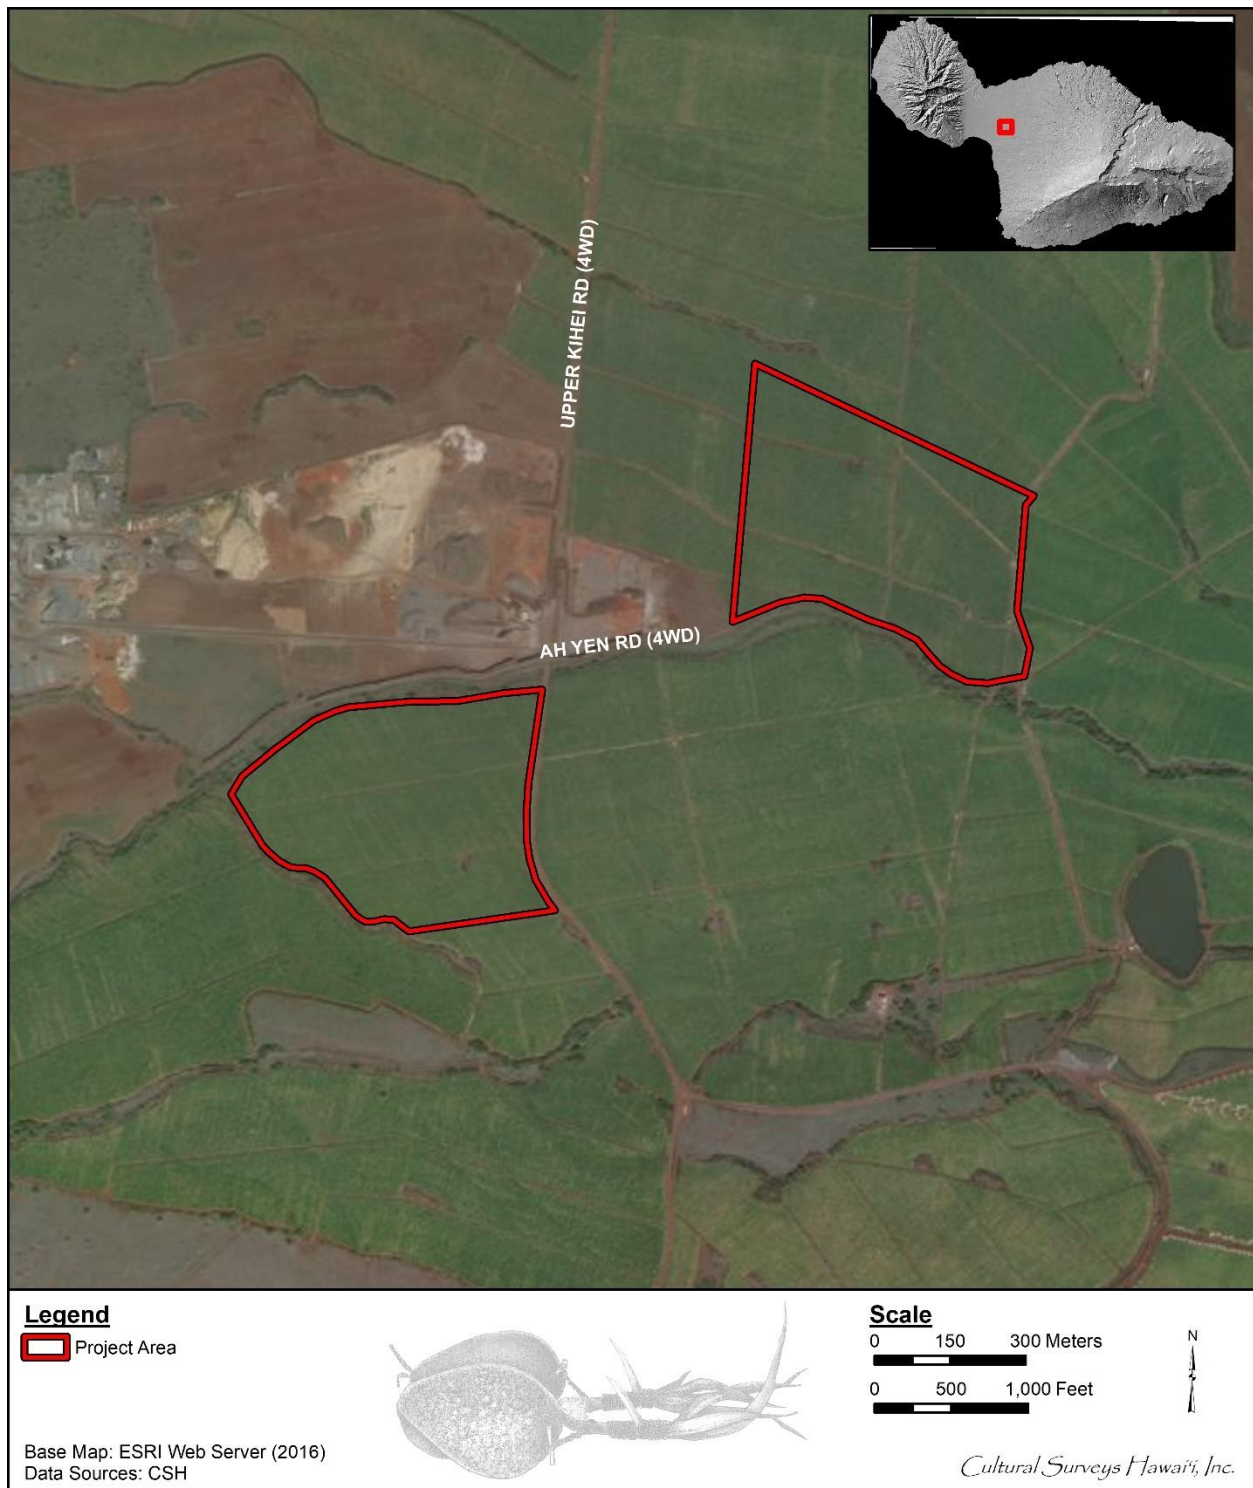 UPPER KIHEI RD (4WD)
AH YEN RD (4WD)
Legend
Project Area
Base Map: ESRI Web Server (2016)
Data Sources: CSH
Scale
0 150 300 Meters
0 500 1,000 Feet
N
Cultural Surveys Hawaiʻi, Inc.